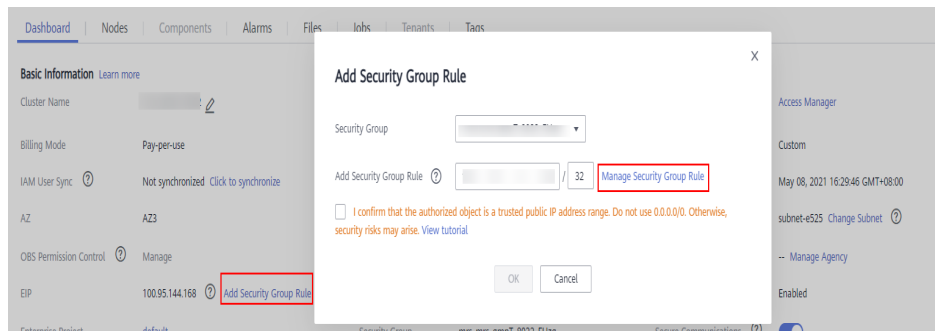 Dashboard Nodes Components Alarms Files Jobs Tenants Tags
X
Add Security Group Rule
Basic Information Learn more
Cluster Name
Access Manager
Security Group
Billing Mode Pay-per-use
Custom
Add Security Group Rule ? / 32 Manage Security Group Rule
IAM User Sync ? Not synchronized Click to synchronize
May 08, 2021 16:29:46 GMT+08:00
I confirm that the authorized object is a trusted public IP address range. Do not use 0.0.0.0/0. Otherwise,
security risks may arise. View tutorial
AZ AZ3
subnet-e525 Change Subnet ?
OBS Permission Control ? Manage
-- Manage Agency
OK Cancel
EIP 100.95.144.168 ? Add Security Group Rule
Enabled
Enterprise Project default Security Group Secure Communications ?